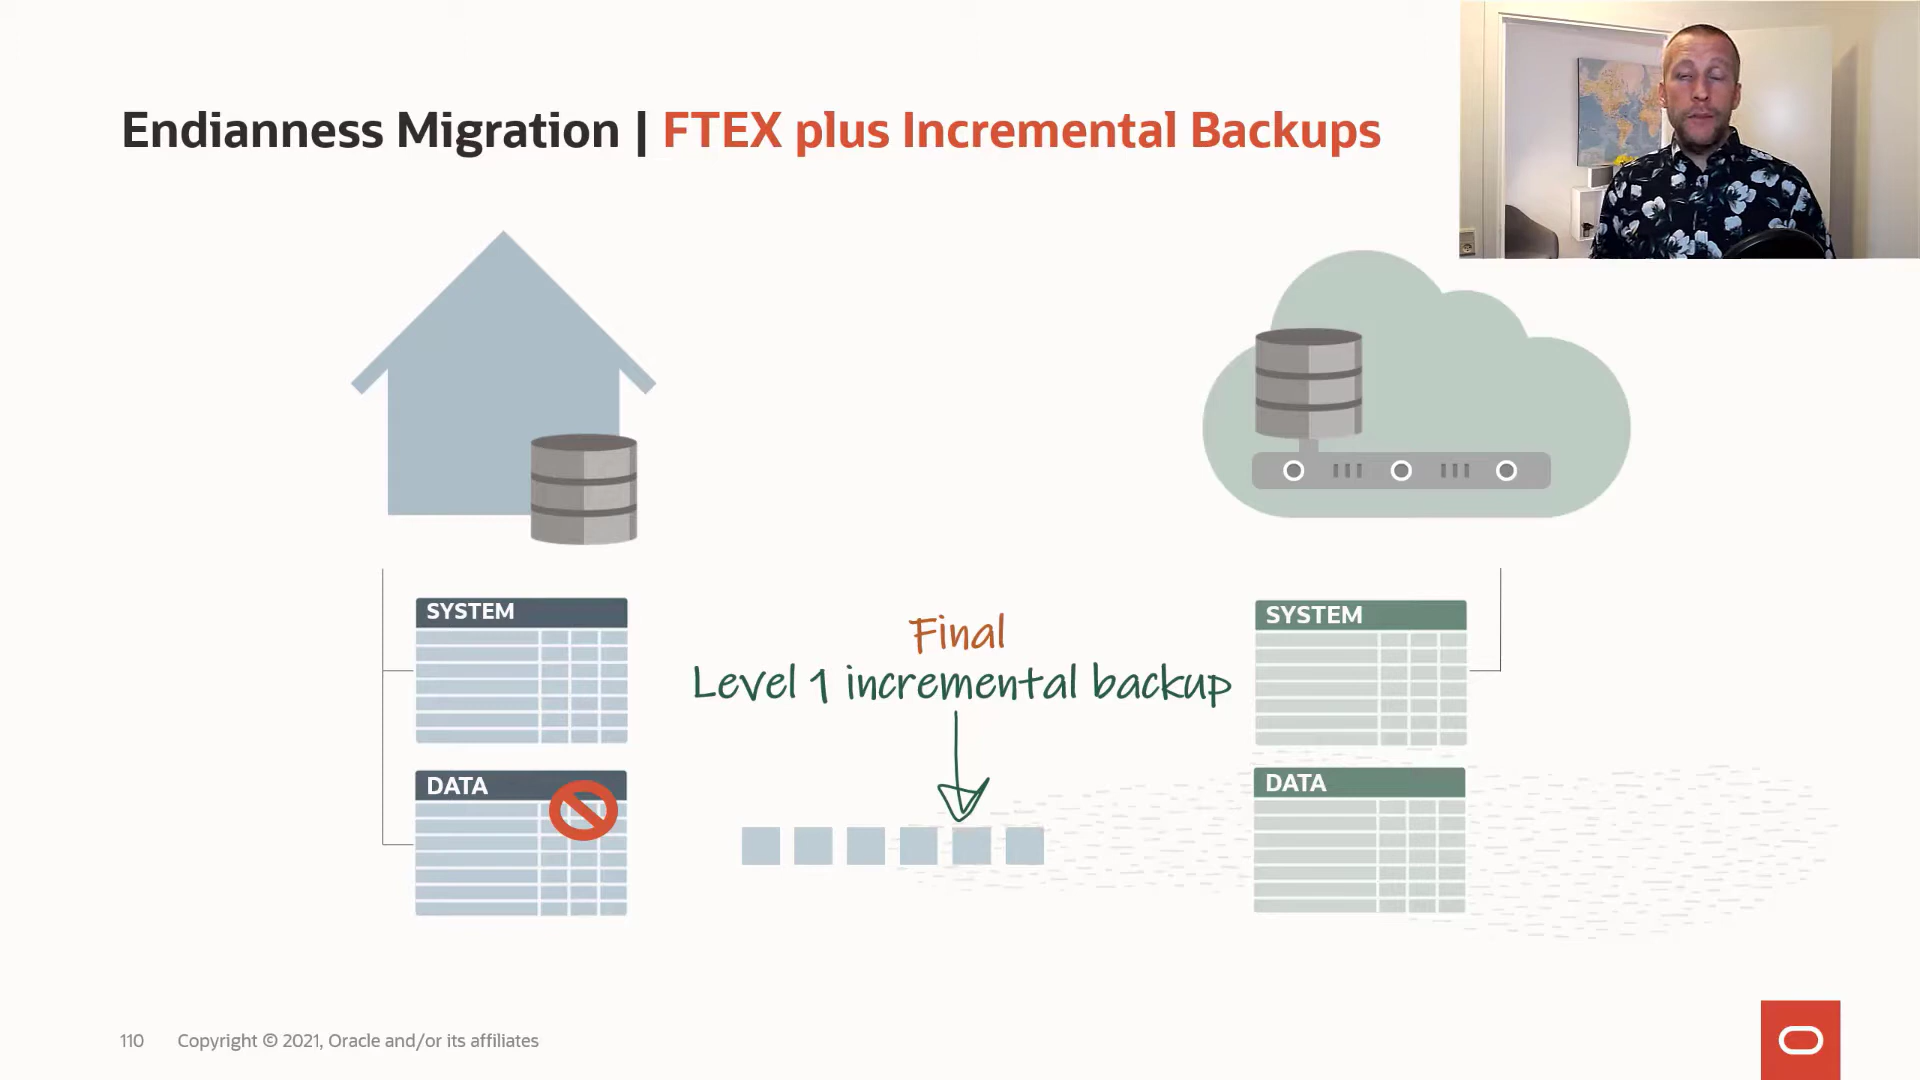 Endianness Migration | FTEX plus Incremental Backups
SYSTEM
DATA
Final
Level 1 incremental backup
SYSTEM
DATA
110 Copyright © 2021, Oracle and/or its affiliates